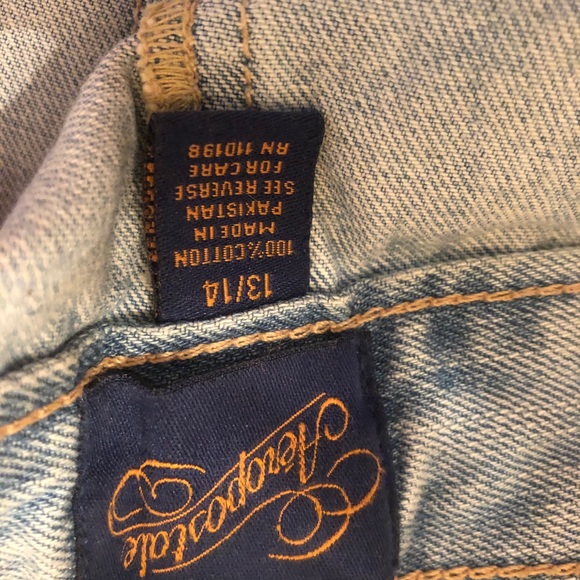 Aéropostale
13/14
100% COTTON
MADE IN
PAKISTAN
SEE REVERSE
FOR CARE
RN 110198